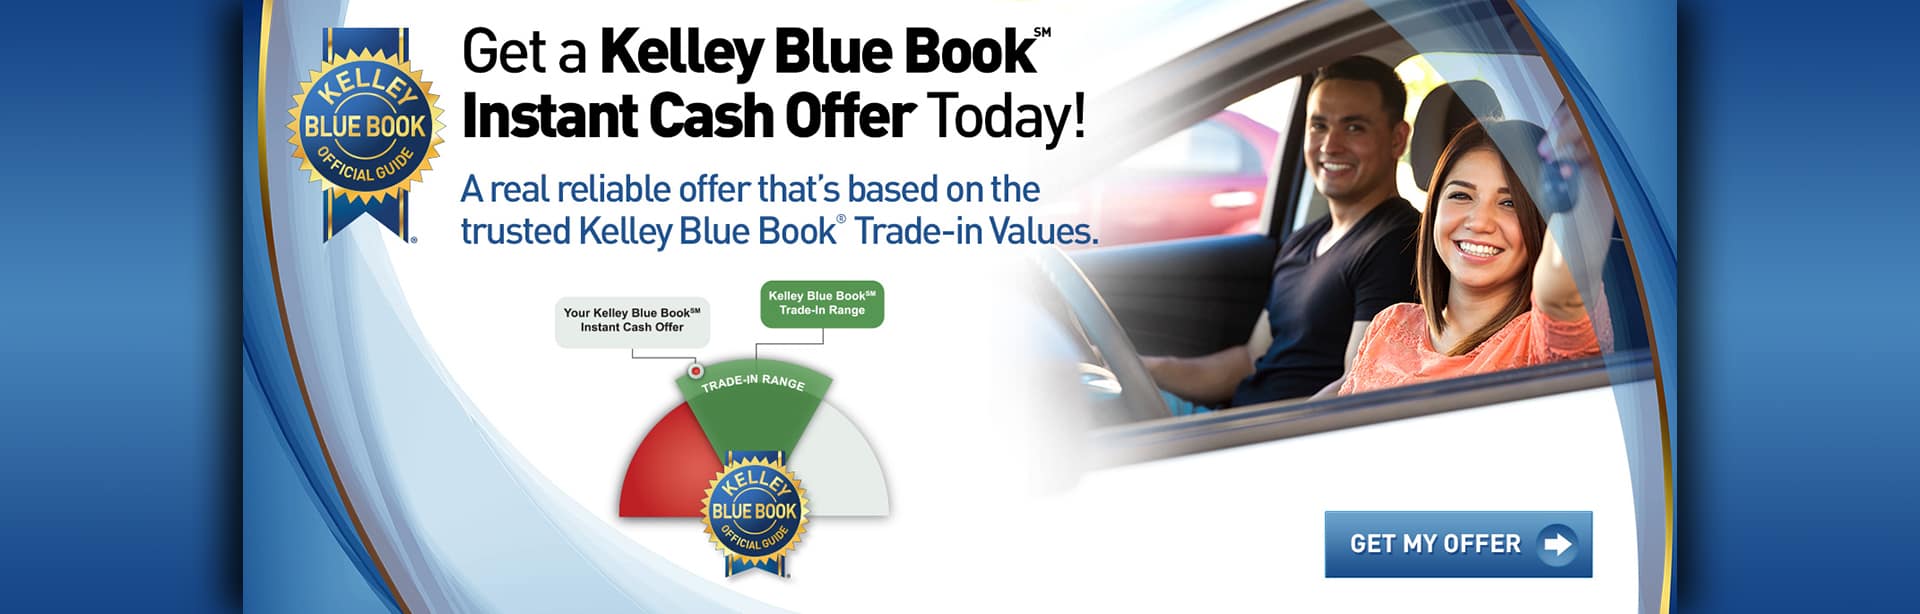 KELLEY
BLUE BOOK
OFFICIAL GUIDE
®
Get a Kelley Blue Book℠
Instant Cash Offer Today!
A real reliable offer that's based on the
trusted Kelley Blue Book® Trade-in Values.
Your Kelley Blue Book℠
Instant Cash Offer
Kelley Blue Book℠
Trade-In Range
TRADE-IN RANGE
KELLEY
BLUE BOOK
OFFICIAL GUIDE
®
GET MY OFFER